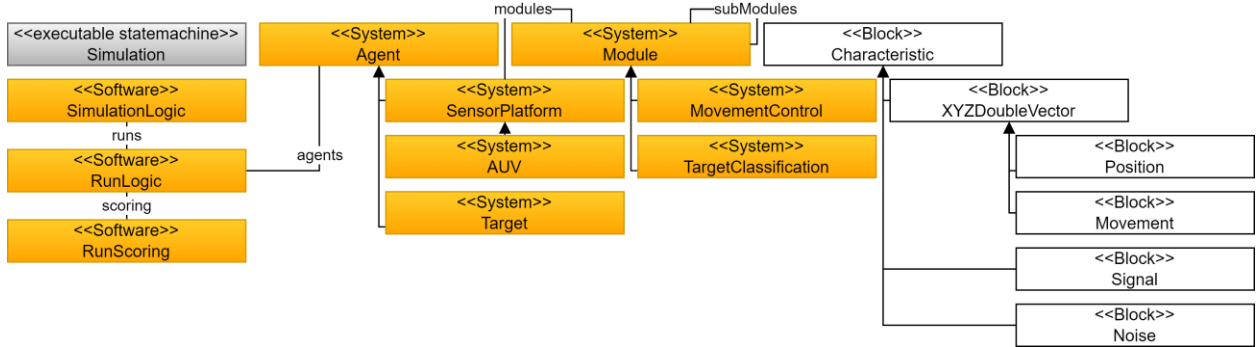 modules
subModules
<<executable statemachine>>
Simulation
<<System>>
Agent
<<System>>
Module
<<Block>>
Characteristic
<<Software>>
SimulationLogic
<<System>>
SensorPlatform
<<System>>
MovementControl
<<Block>>
XYZDoubleVector
runs
agents
<<Software>>
RunLogic
<<System>>
AUV
<<System>>
TargetClassification
<<Block>>
Position
scoring
<<System>>
Target
<<Block>>
Movement
<<Software>>
RunScoring
<<Block>>
Signal
<<Block>>
Noise